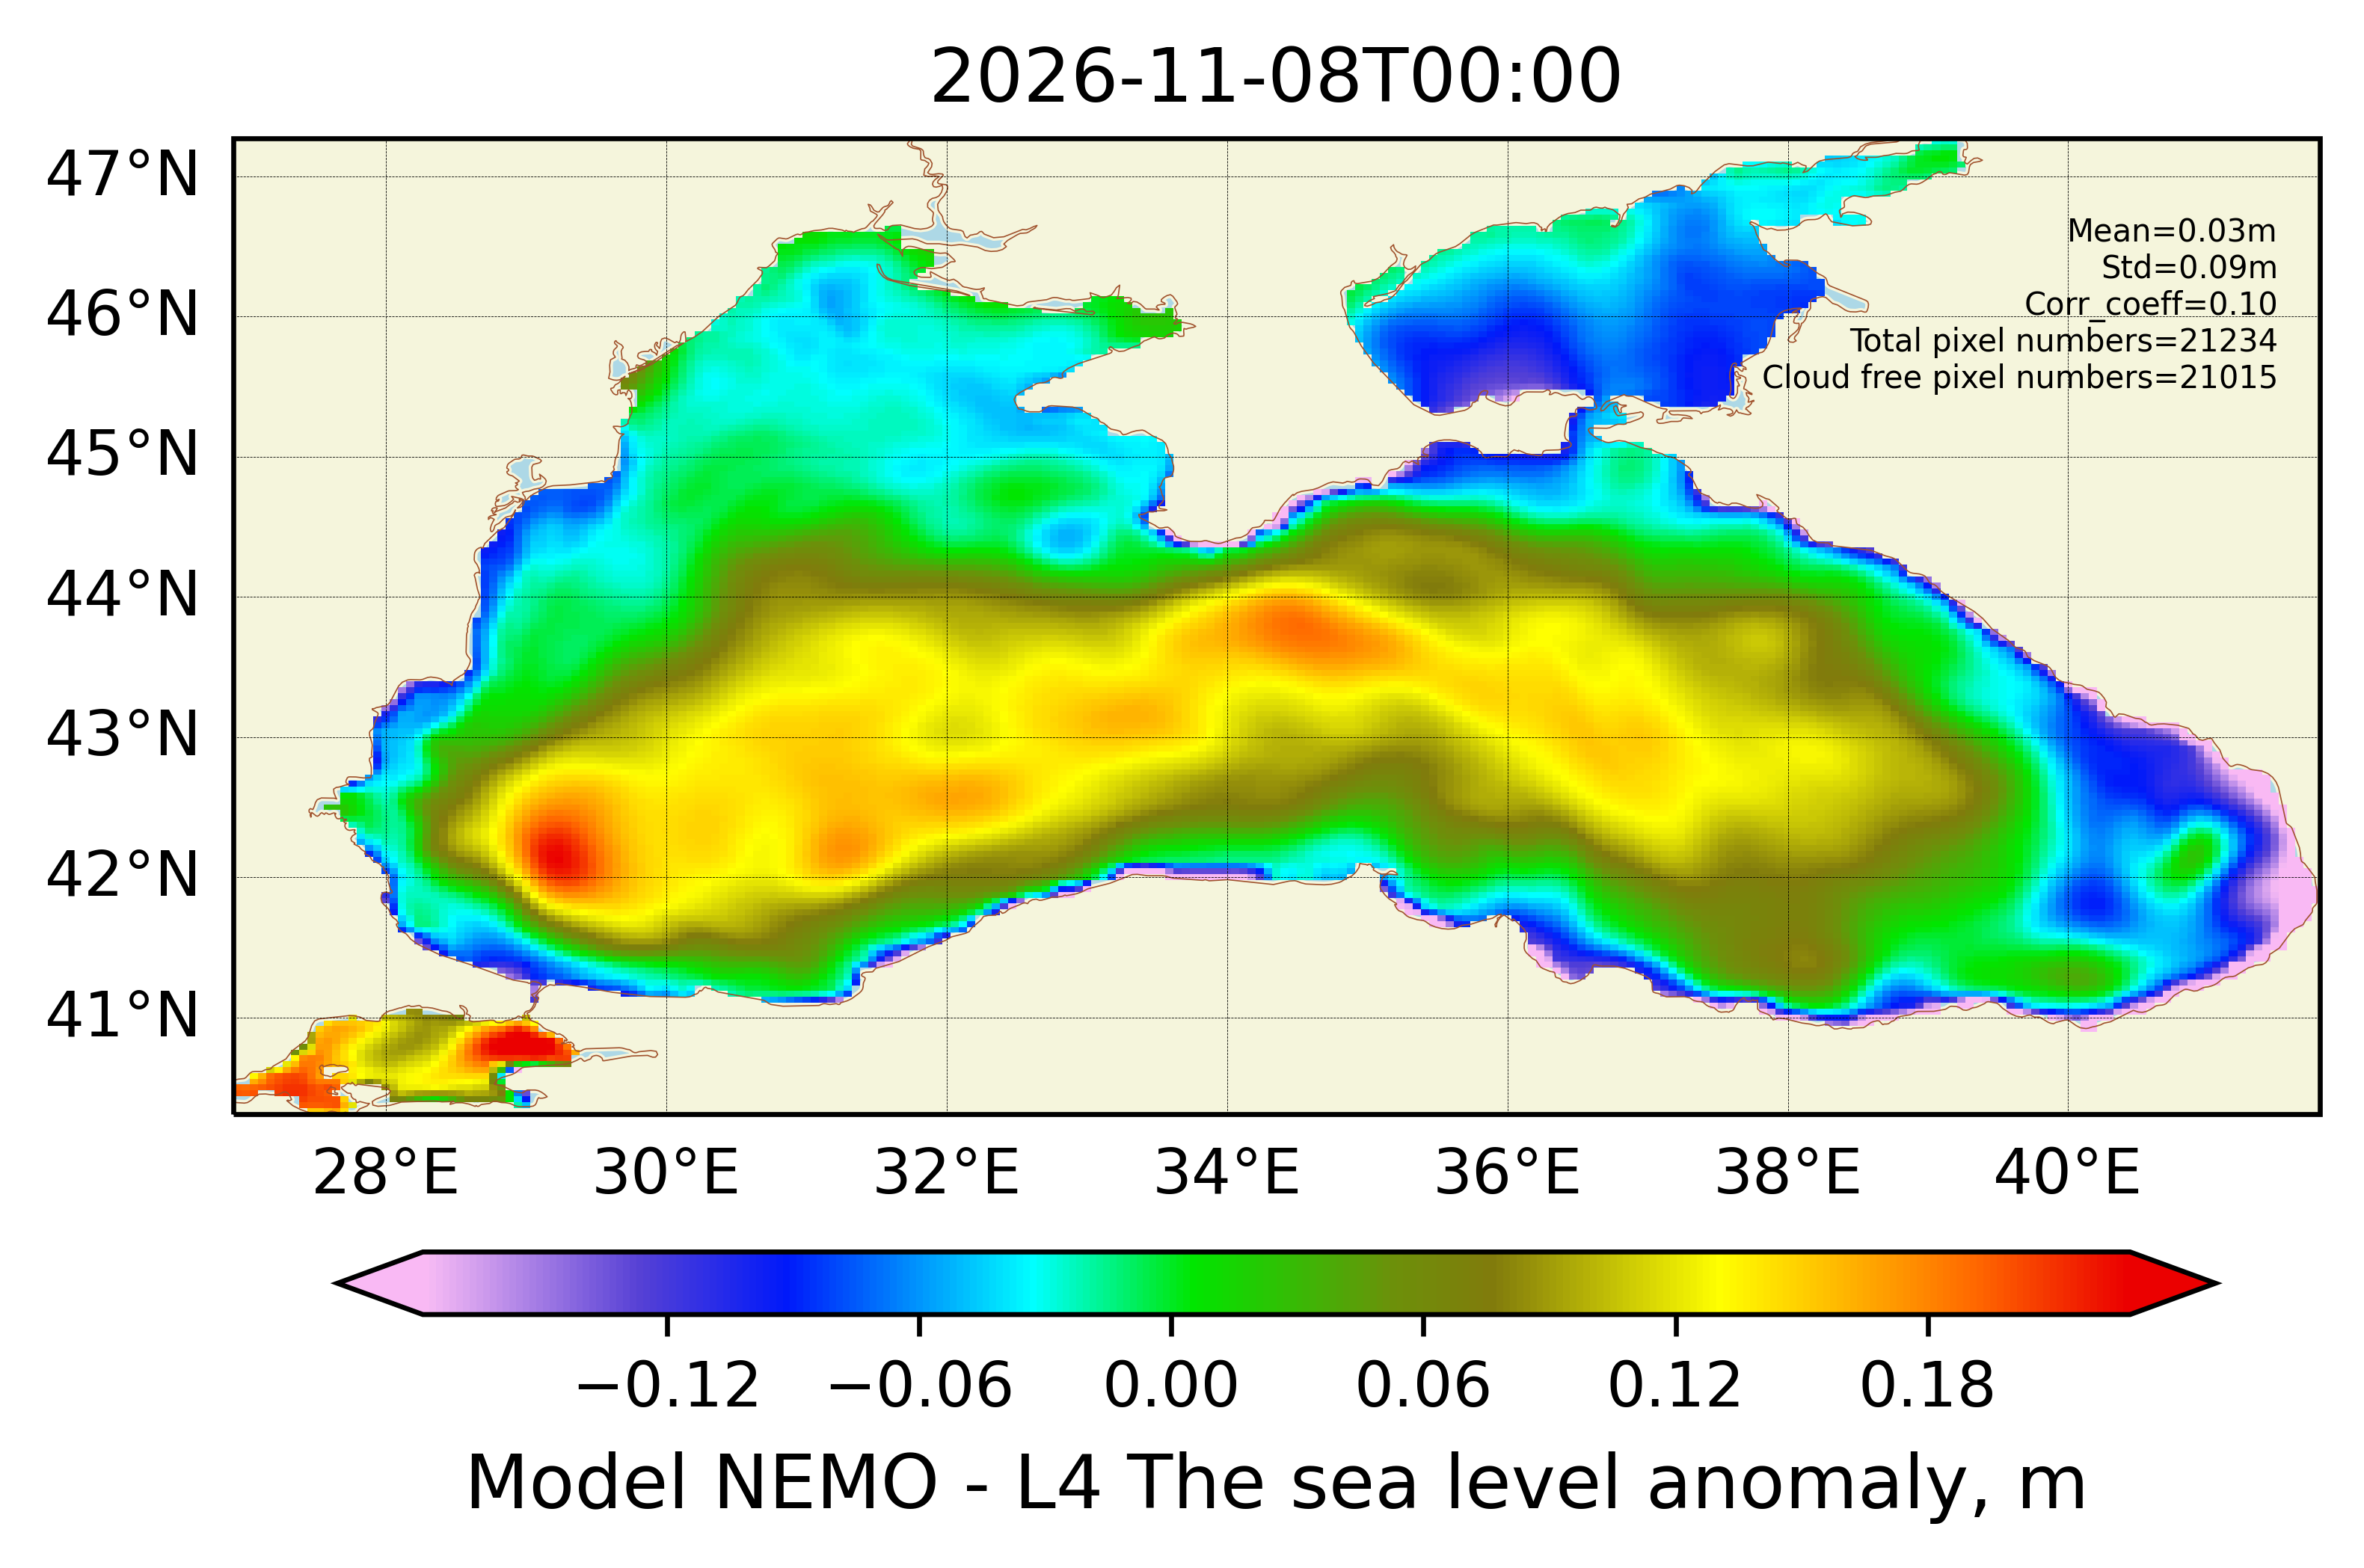 2026-11-08T00:00
47°N
46°N
45°N
44°N
43°N
42°N
41°N
Mean=0.03m
Std=0.09m
Corr_coeff=0.10
Total pixel numbers=21234
Cloud free pixel numbers=21015
28°E 30°E 32°E 34°E 36°E 38°E 40°E
−0.12 −0.06 0.00 0.06 0.12 0.18
Model NEMO - L4 The sea level anomaly, m